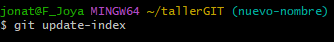 jonat@F_Joya MINGW64 ~/tallerGIT (nuevo-nombre)
$ git update-index